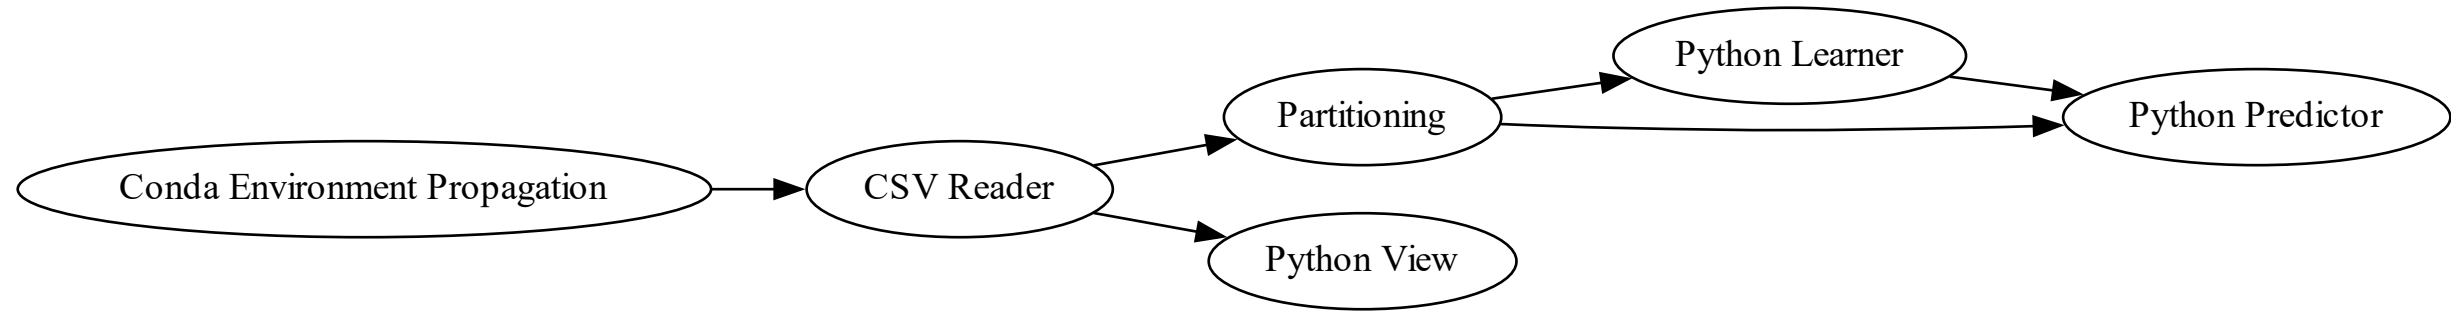 Conda Environment Propagation
CSV Reader
Partitioning
Python View
Python Learner
Python Predictor